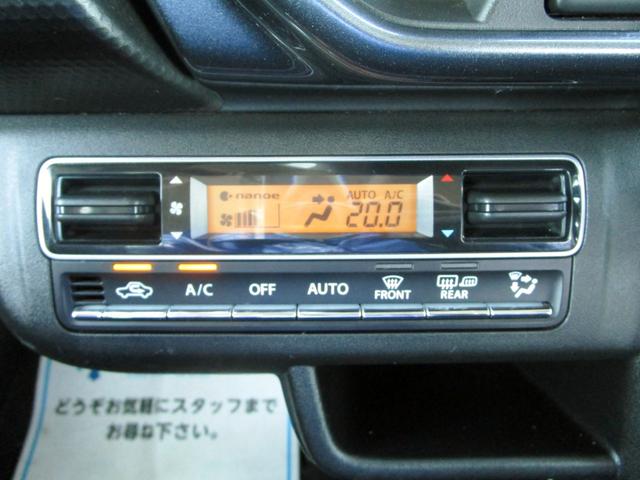 nanoe AUTO A/C
20.0
A/C OFF AUTO FRONT REAR
どうぞお気軽にスタッフまで
お尋ね下さい。